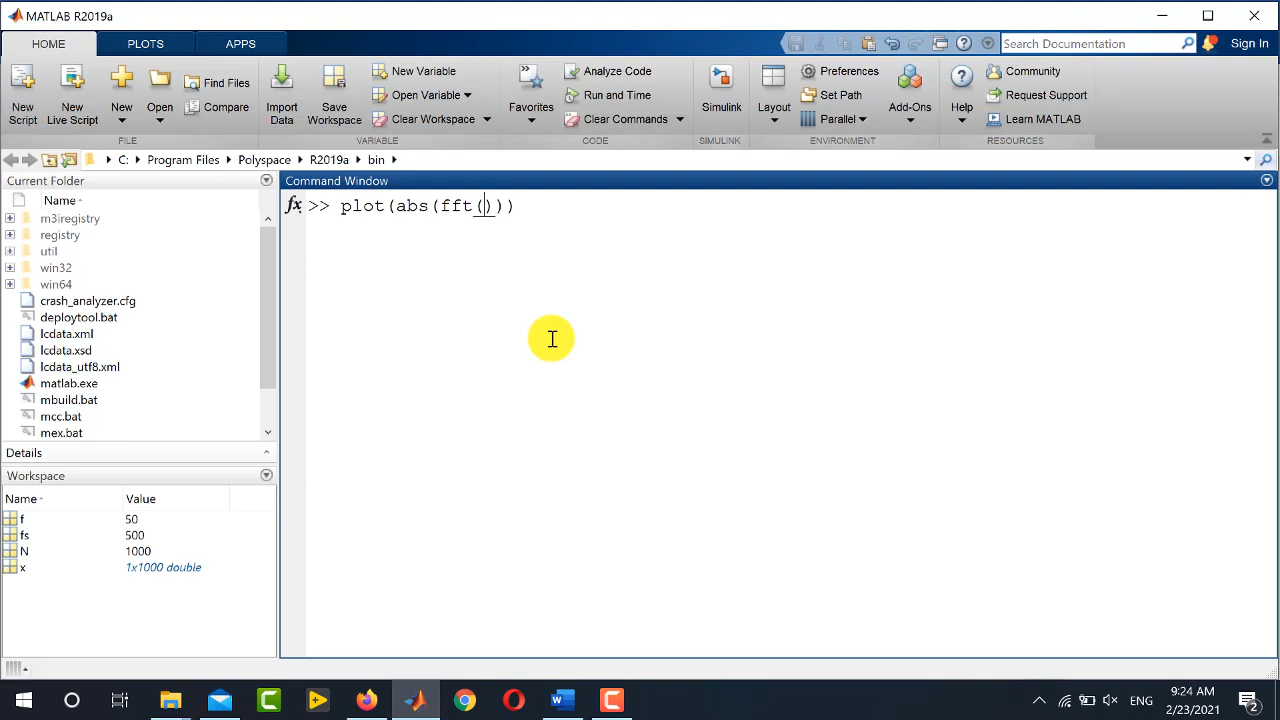 MATLAB R2019a
HOME PLOTS APPS
Search Documentation Sign In
New Script
New Live Script
New
Open
Find Files
Compare
FILE
Import Data
Save Workspace
New Variable
Open Variable
Clear Workspace
VARIABLE
Favorites
Analyze Code
Run and Time
Clear Commands
CODE
Simulink
SIMULINK
Layout
Preferences
Set Path
Parallel
Add-Ons
ENVIRONMENT
Help
Community
Request Support
Learn MATLAB
RESOURCES
C: Program Files Polyspace R2019a bin
Current Folder
Name
m3iregistry
registry
util
win32
win64
crash_analyzer.cfg
deploytool.bat
lcdata.xml
lcdata.xsd
lcdata_utf8.xml
matlab.exe
mbuild.bat
mcc.bat
mex.bat
Details
Workspace
Name Value
f 50
fs 500
N 1000
x 1x1000 double
Command Window
fx >> plot(abs(fft()))
ENG
9:24 AM
2/23/2021
2